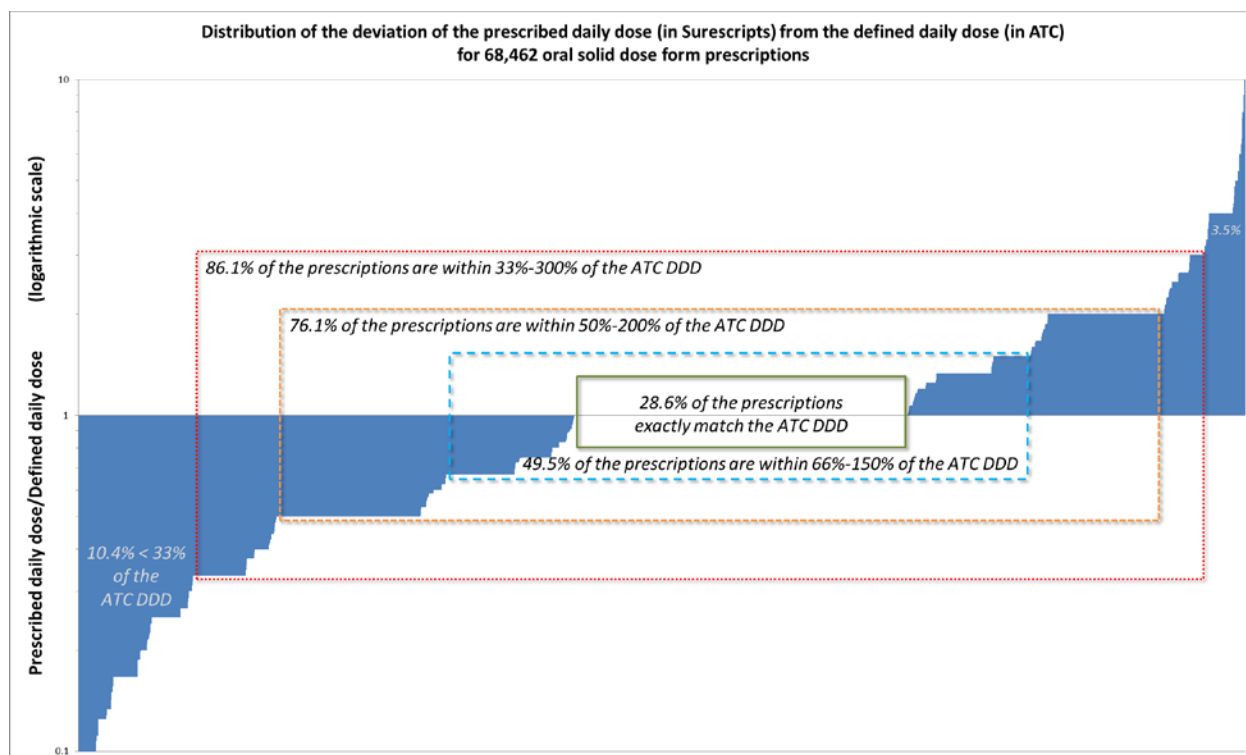 Distribution of the deviation of the prescribed daily dose (in Surescripts) from the defined daily dose (in ATC)
for 68,462 oral solid dose form prescriptions
10
(logarithmic scale)
3.5%
86.1% of the prescriptions are within 33%-300% of the ATC DDD
76.1% of the prescriptions are within 50%-200% of the ATC DDD
Prescribed daily dose/Defined daily dose
1
28.6% of the prescriptions
exactly match the ATC DDD
49.5% of the prescriptions are within 66%-150% of the ATC DDD
10.4% < 33%
of the
ATC DDD
0.1